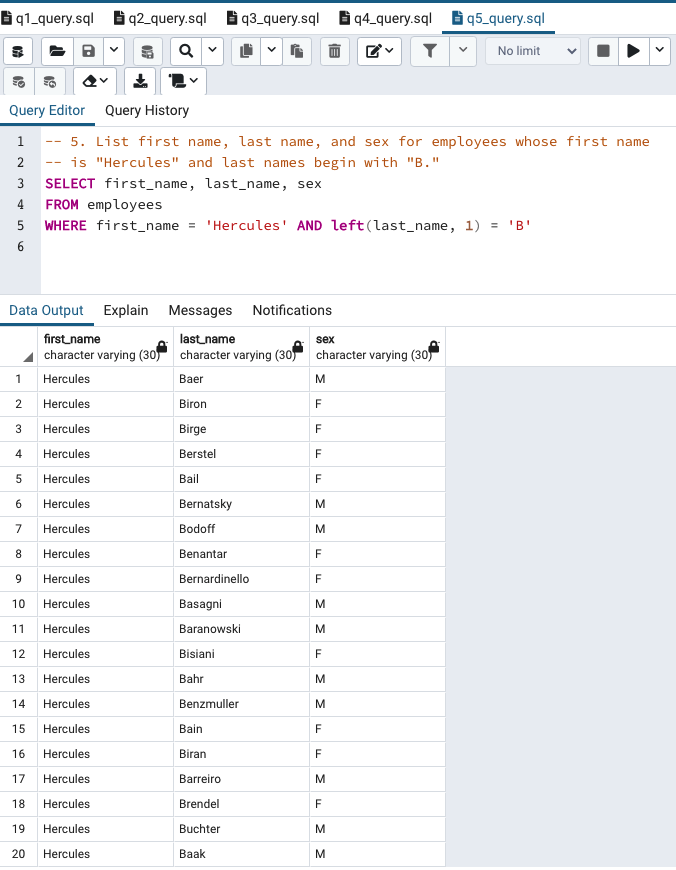 q1_query.sql q2_query.sql q3_query.sql q4_query.sql q5_query.sql
No limit
Query Editor Query History
1 -- 5. List first name, last name, and sex for employees whose first name
2 -- is "Hercules" and last names begin with "B."
3 SELECT first_name, last_name, sex
4 FROM employees
5 WHERE first_name = 'Hercules' AND left(last_name, 1) = 'B'
6
Data Output Explain Messages Notifications
first_name last_name sex
character varying (30) character varying (30) character varying (30)
1 Hercules Baer M
2 Hercules Biron F
3 Hercules Birge F
4 Hercules Berstel F
5 Hercules Bail F
6 Hercules Bernatsky M
7 Hercules Bodoff M
8 Hercules Benantar F
9 Hercules Bernardinello F
10 Hercules Basagni M
11 Hercules Baranowski M
12 Hercules Bisiani F
13 Hercules Bahr M
14 Hercules Benzmuller M
15 Hercules Bain F
16 Hercules Biran F
17 Hercules Barreiro M
18 Hercules Brendel F
19 Hercules Buchter M
20 Hercules Baak M